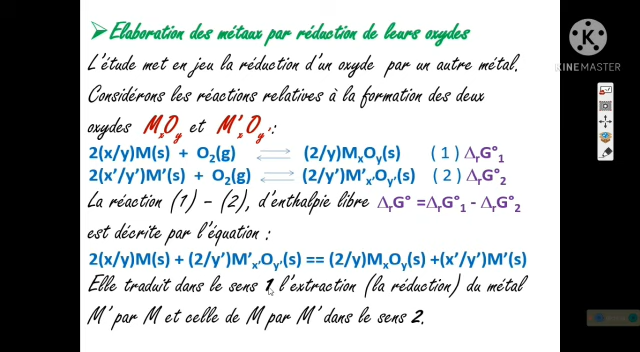 ➢Elaboration des métaux par réduction de leurs oxydes
L'étude met en jeu la réduction d'un oxyde par un autre métal.
Considérons les réactions relatives à la formation des deux
oxydes MxOy et M'x'Oy' :
2(x/y)M(s) + O2(g) ⇌ (2/y)MxOy(s) (1) ΔrG°1
2(x'/y')M'(s) + O2(g) ⇌ (2/y')M'x'Oy'(s) (2) ΔrG°2
La réaction (1) – (2), d'enthalpie libre ΔrG° =ΔrG°1 - ΔrG°2
est décrite par l'équation :
2(x/y)M(s) + (2/y')M'x'Oy'(s) == (2/y)MxOy(s) +(x'/y')M'(s)
Elle traduit dans le sens 1 l'extraction (la réduction) du métal
M' par M et celle de M par M' dans le sens 2.
KINEMASTER